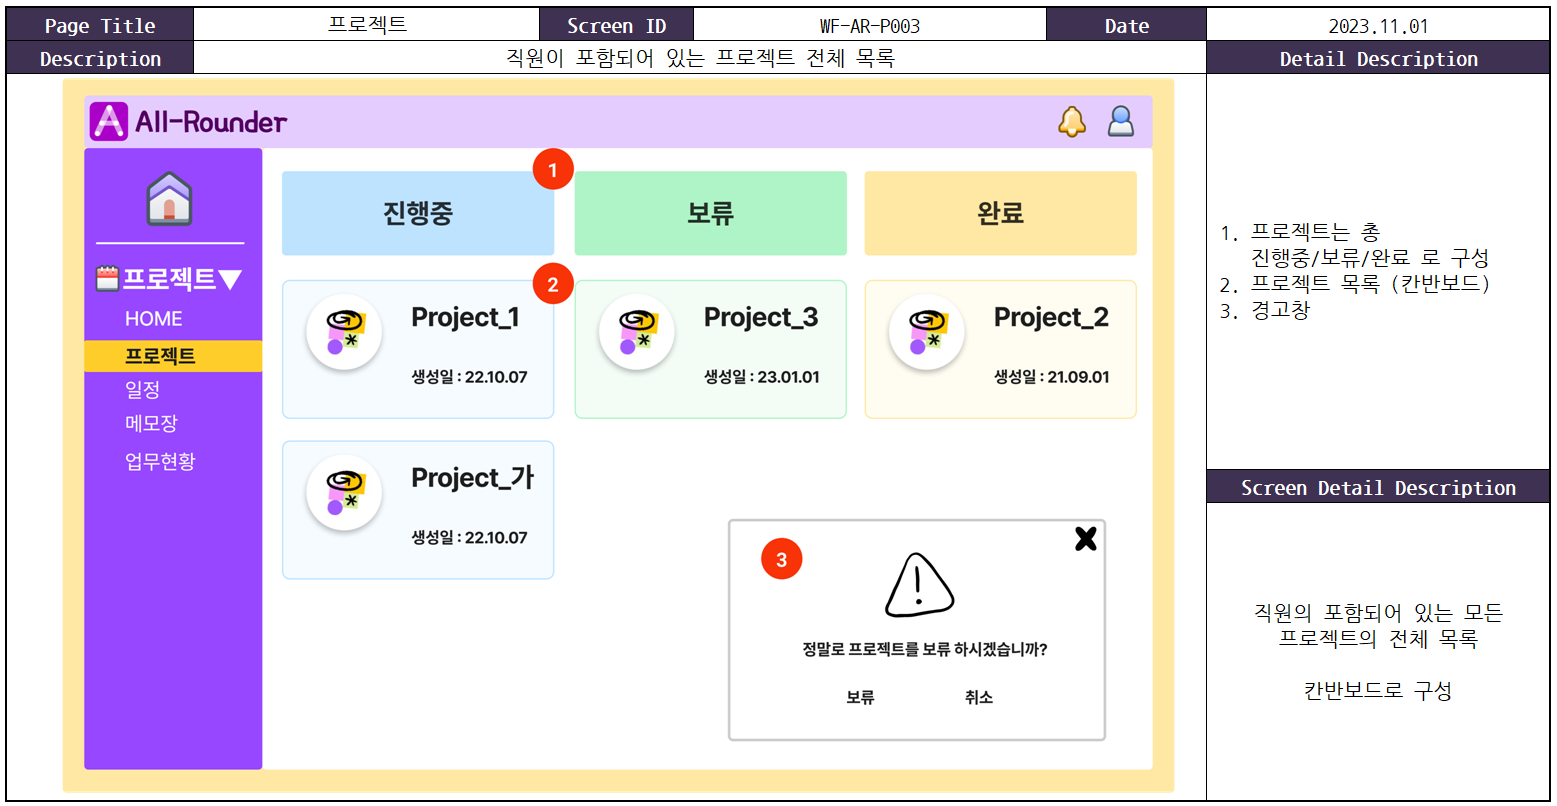 Page Title 프로젝트 Screen ID WF-AR-P003 Date 2023.11.01
Description 직원이 포함되어 있는 프로젝트 전체 목록 Detail Description
A All-Rounder
1
진행중 보류 완료
프로젝트▼
HOME
프로젝트
일정
메모장
업무현황
2
Project_1
생성일 : 22.10.07
Project_3
생성일 : 23.01.01
Project_2
생성일 : 21.09.01
Project_가
생성일 : 22.10.07
3
정말로 프로젝트를 보류 하시겠습니까?
보류 취소
1. 프로젝트는 총
진행중/보류/완료 로 구성
2. 프로젝트 목록 (칸반보드)
3. 경고창
Screen Detail Description
직원의 포함되어 있는 모든
프로젝트의 전체 목록
칸반보드로 구성